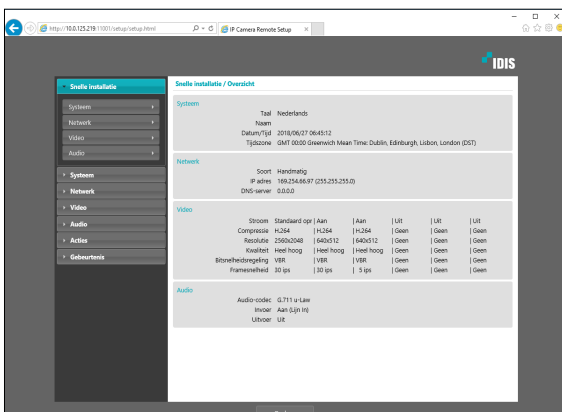 http://10.0.125.219:11001/setup/setup.html
IP Camera Remote Setup
IDIS
Snelle installatie
Systeem
Netwerk
Video
Audio
Systeem
Netwerk
Video
Audio
Acties
Gebeurtenis
Snelle installatie / Overzicht
Systeem
Taal Nederlands
Naam
Datum/Tijd 2018/06/27 06:45:12
Tijdszone GMT 00:00 Greenwich Mean Time: Dublin, Edinburgh, Lisbon, London (DST)
Netwerk
Soort Handmatig
IP adres 169.254.66.97 (255.255.255.0)
DNS-server 0.0.0.0
Video
Stroom Standaard opr | Aan | Aan | Uit | Uit | Uit
Compressie H.264 | H.264 | H.264 | Geen | Geen | Geen
Resolutie 2560x2048 | 640x512 | 640x512 | Geen | Geen | Geen
Kwaliteit Heel hoog | Heel hoog | Heel hoog | Geen | Geen | Geen
Bitsnelheidsregeling VBR | VBR | VBR | Geen | Geen | Geen
Framesnelheid 30 ips | 30 ips | 5 ips | Geen | Geen | Geen
Audio
Audio-codec G.711 u-Law
Invoer Aan (Lijn In)
Uitvoer Uit